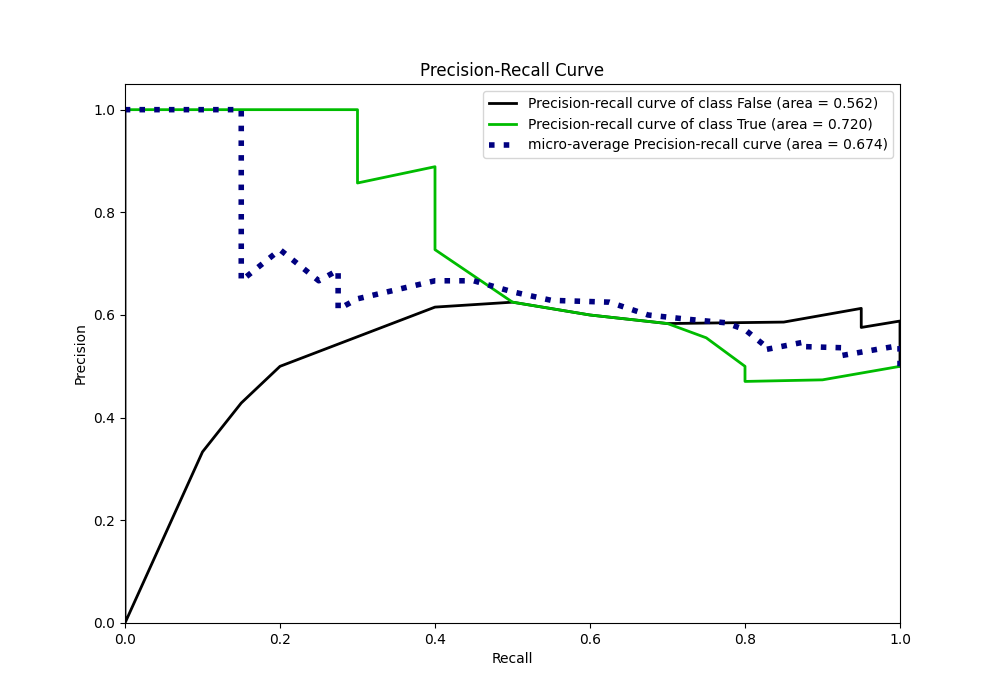 Precision-Recall Curve
Precision-recall curve of class False (area = 0.562)
Precision-recall curve of class True (area = 0.720)
micro-average Precision-recall curve (area = 0.674)
1.0
0.8
0.6
0.4
0.2
0.0
Precision
0.0 0.2 0.4 0.6 0.8 1.0
Recall